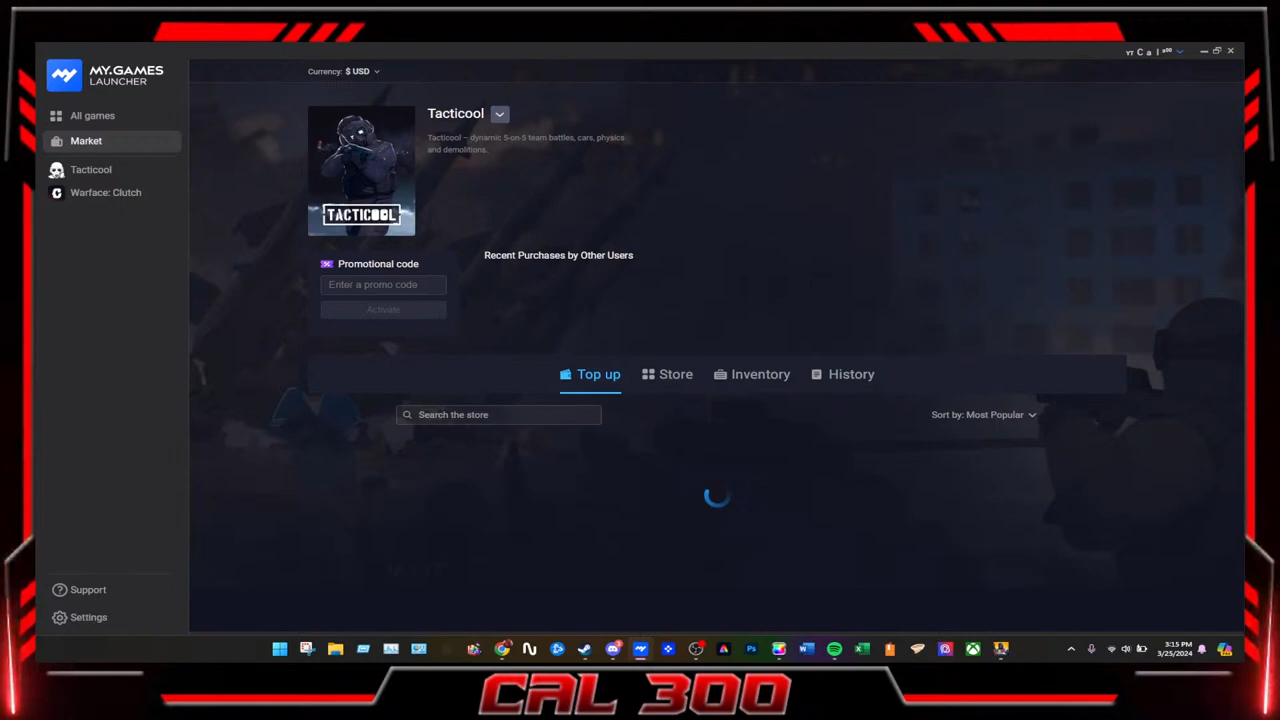 YT C a l ³⁰⁰
MY.GAMES
LAUNCHER
Currency: $ USD
All games
Market
Tacticool
Warface: Clutch
Tacticool
Tacticool – dynamic 5-on-5 team battles, cars, physics
and demolitions.
TACTICOOL
Promotional code
Enter a promo code
Activate
Recent Purchases by Other Users
Top up
Store
Inventory
History
Search the store
Sort by: Most Popular
Support
Settings
3:15 PM
3/25/2024
CAL 300